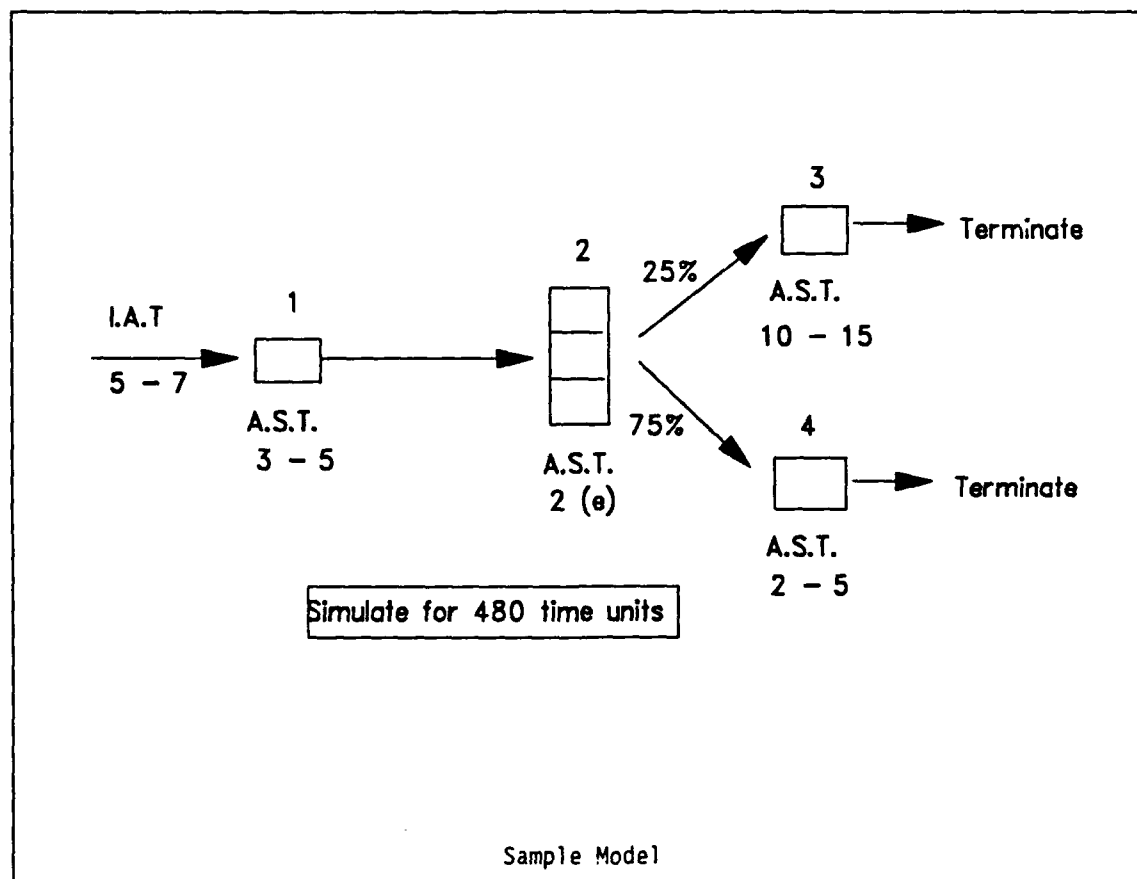 I.A.T
5 - 7
1
A.S.T.
3 - 5
2
A.S.T.
2 (e)
25%
75%
3
A.S.T.
10 - 15
Terminate
4
A.S.T.
2 - 5
Terminate
Simulate for 480 time units
Sample Model